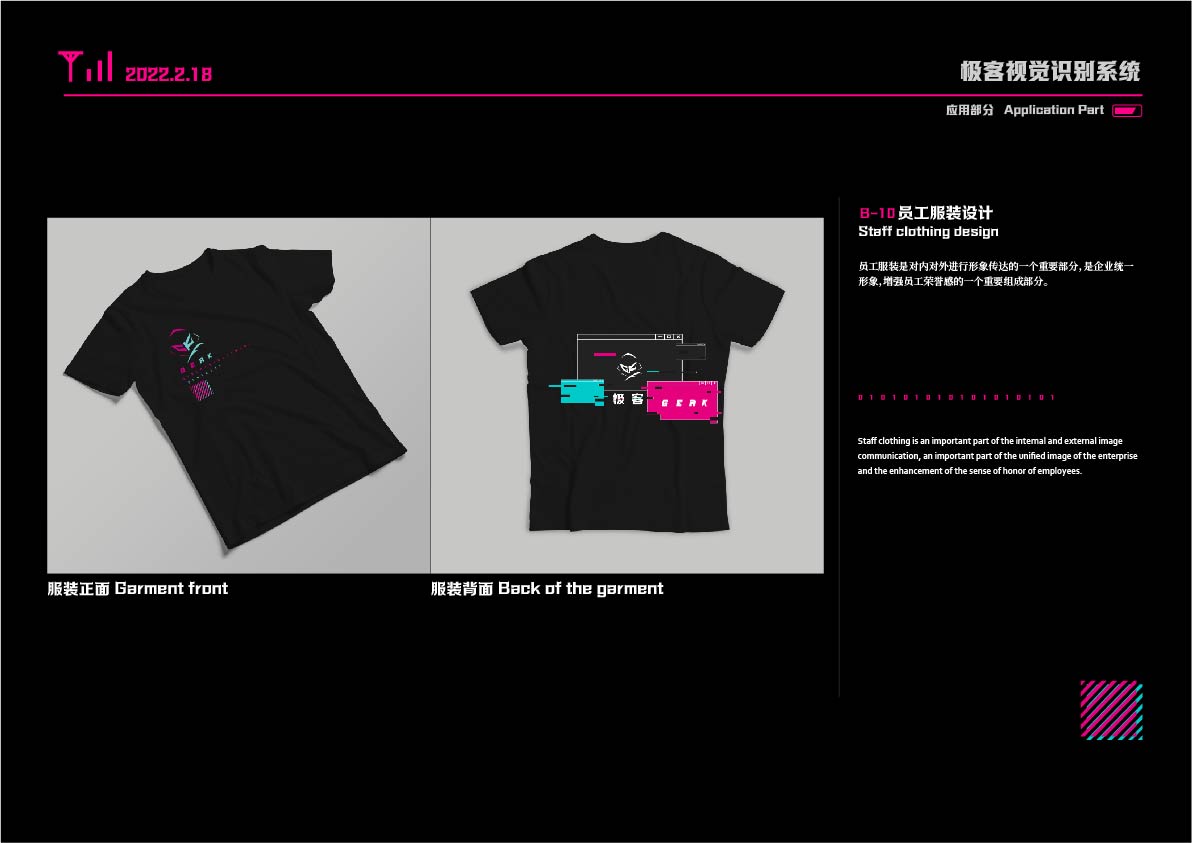 2022.2.18
极客视觉识别系统
应用部分 Application Part
B-10 员工服装设计
Staff clothing design
员工服装是对内对外进行形象传达的一个重要部分,是企业统一
形象,增强员工荣誉感的一个重要组成部分。
GERK
极客
GERK
0 1 0 1 0 1 0 1 0 1 0 1 0 1 0 1 0 1
Staff clothing is an important part of the internal and external image
communication, an important part of the unified image of the enterprise
and the enhancement of the sense of honor of employees.
服装正面 Garment front
服装背面 Back of the garment